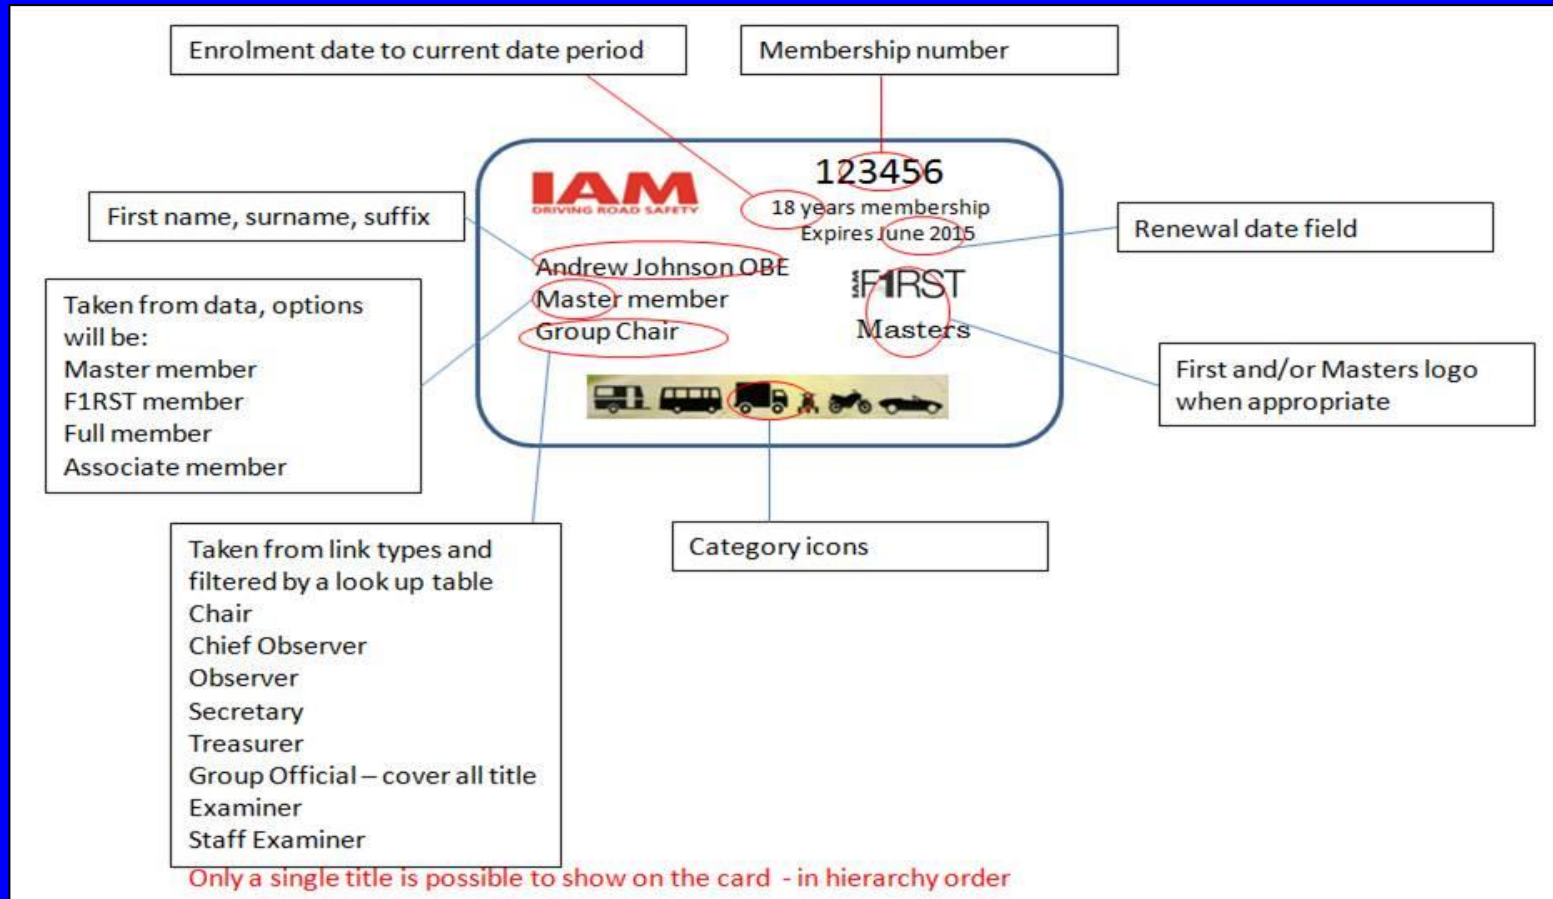 Enrolment date to current date period
Membership number
IAM
DRIVING ROAD SAFETY
123456
18 years membership
Expires June 2015
First name, surname, suffix
Renewal date field
Andrew Johnson OBE
Master member
Group Chair
IAM F1RST
Masters
Taken from data, options
will be:
Master member
F1RST member
Full member
Associate member
First and/or Masters logo
when appropriate
Taken from link types and
filtered by a look up table
Chair
Chief Observer
Observer
Secretary
Treasurer
Group Official – cover all title
Examiner
Staff Examiner
Category icons
Only a single title is possible to show on the card - in hierarchy order